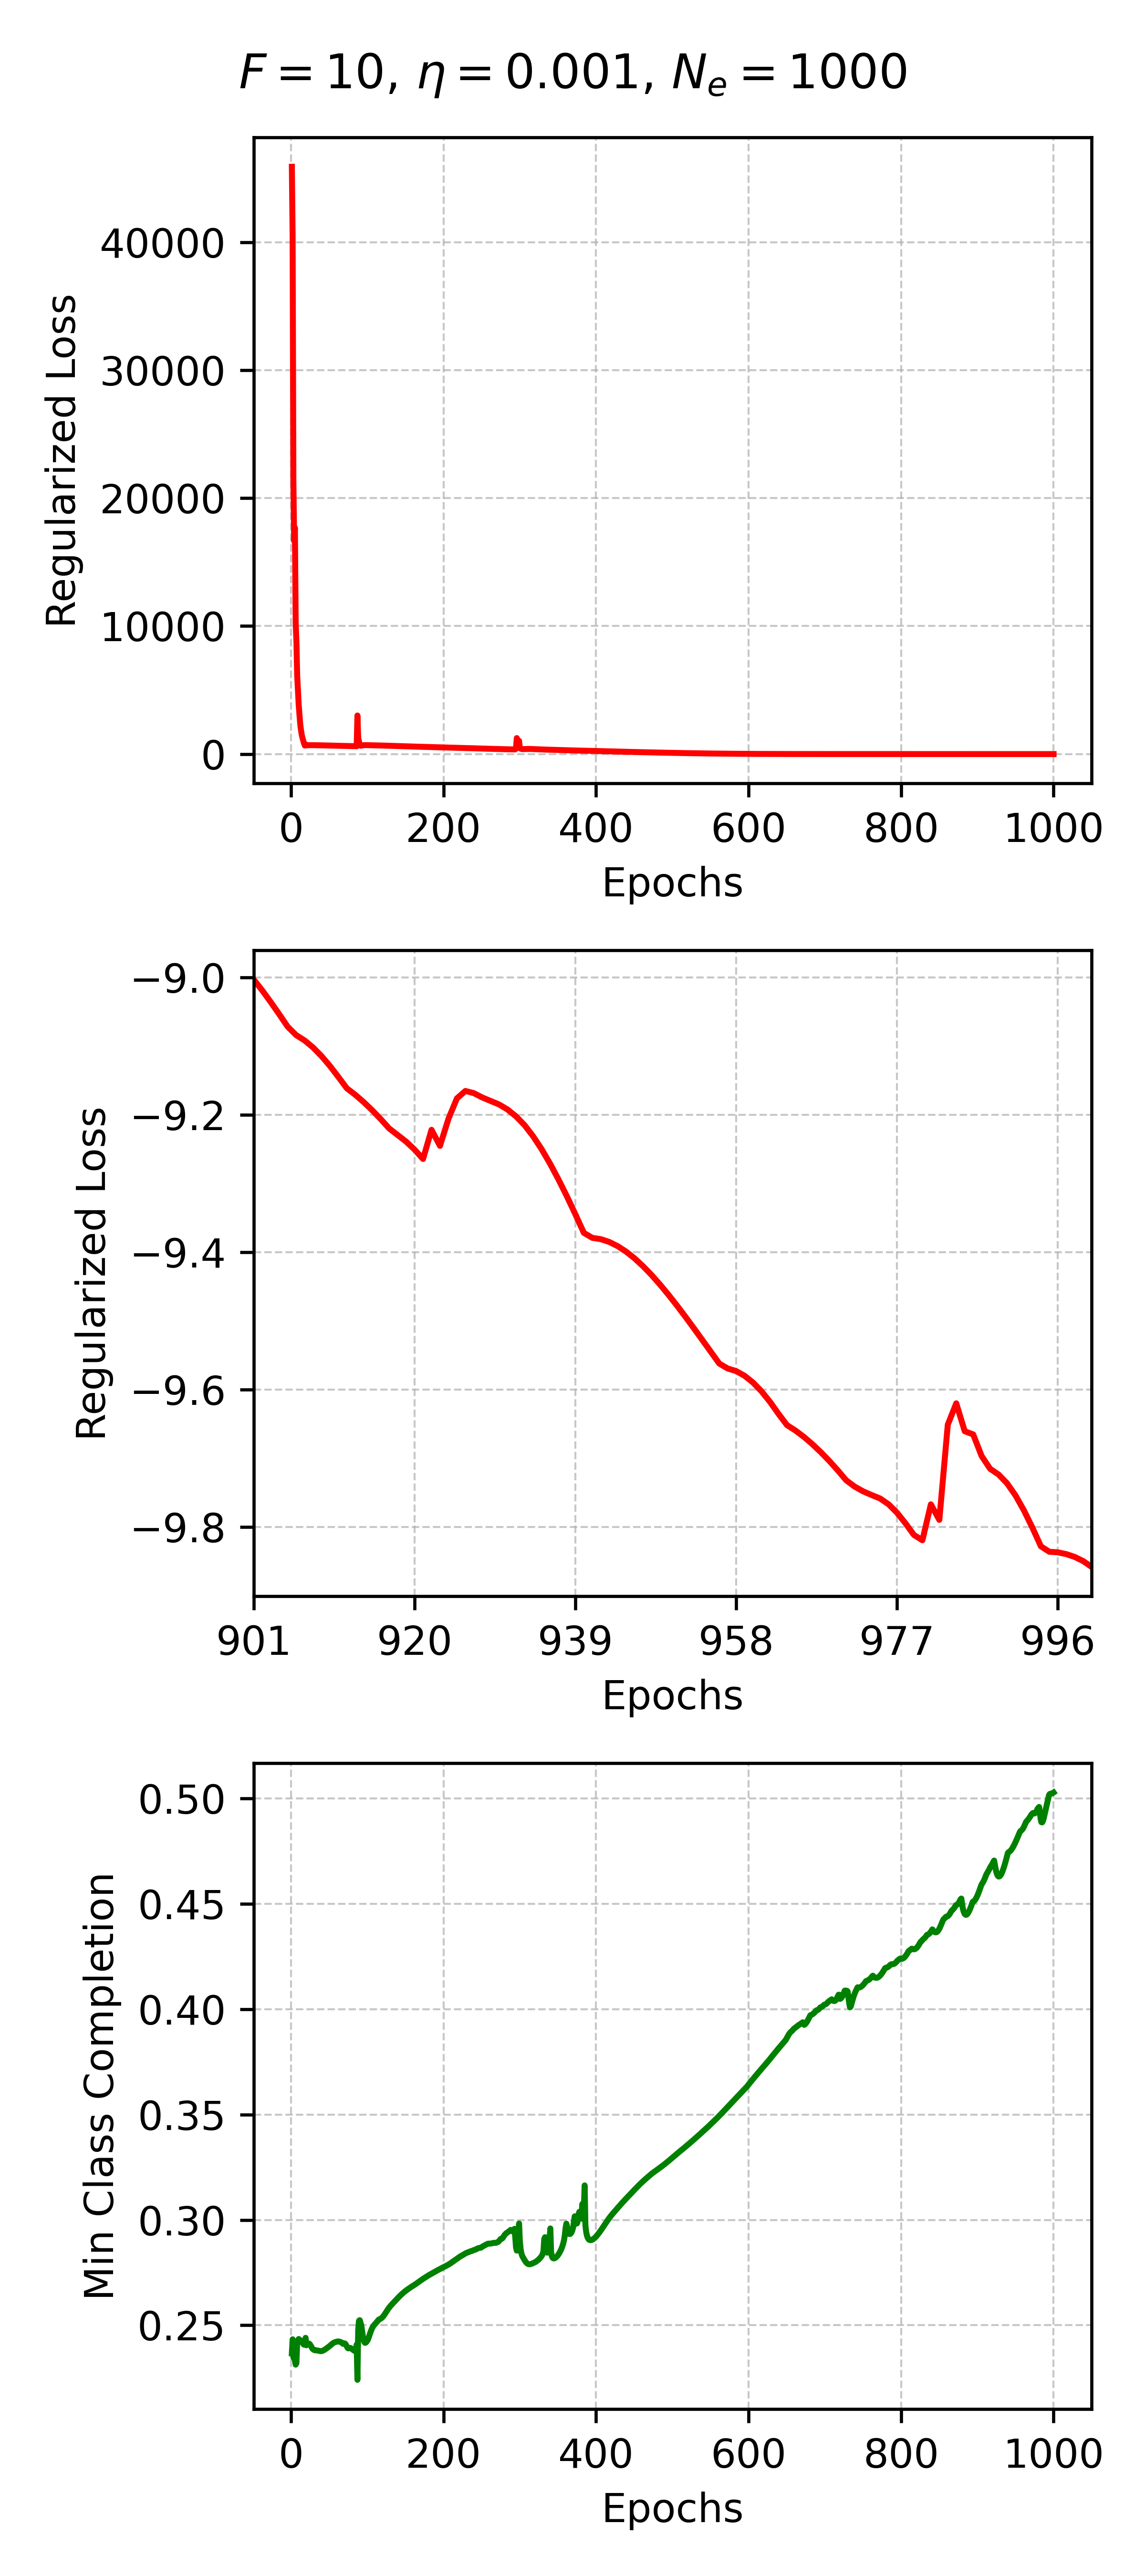 F = 10, η = 0.001, Nₑ = 1000
Regularized Loss
40000
30000
20000
10000
0
0 200 400 600 800 1000
Epochs
Regularized Loss
−9.0
−9.2
−9.4
−9.6
−9.8
901 920 939 958 977 996
Epochs
Min Class Completion
0.50
0.45
0.40
0.35
0.30
0.25
0 200 400 600 800 1000
Epochs